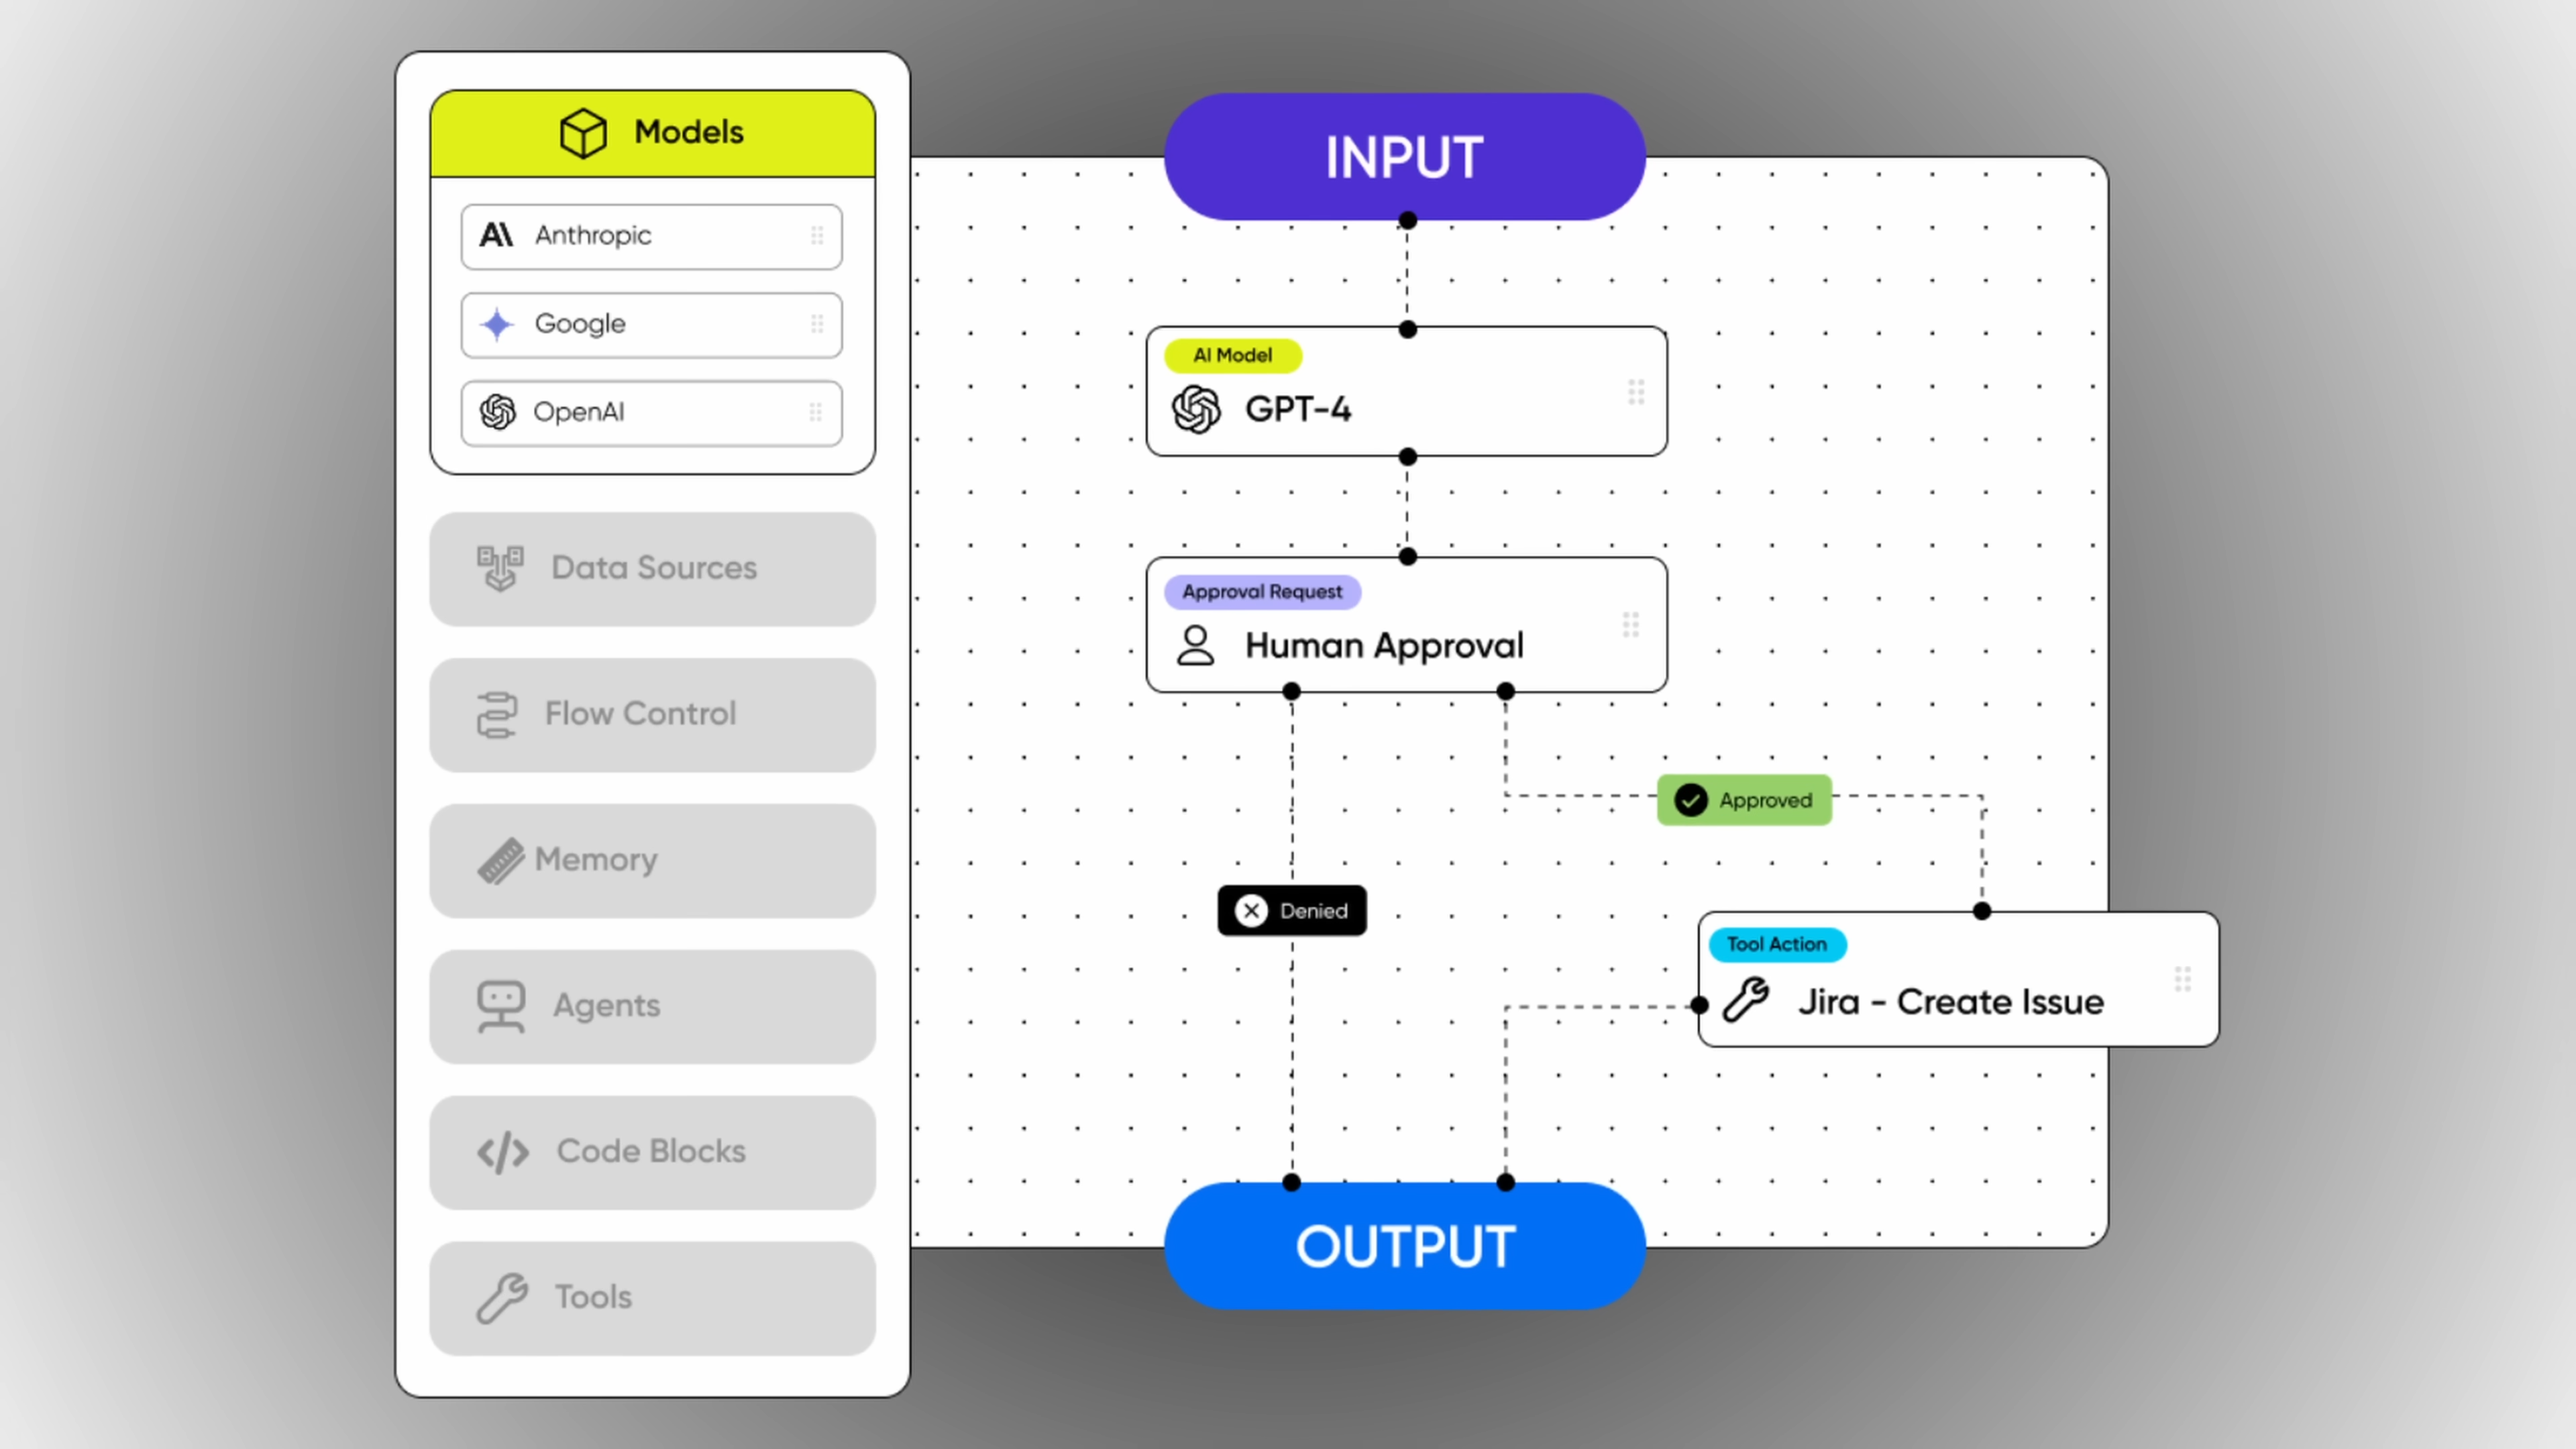 Models
Anthropic
Google
OpenAI
Data Sources
Flow Control
Memory
Agents
Code Blocks
Tools
INPUT
AI Model
GPT-4
Approval Request
Human Approval
Approved
Denied
Tool Action
Jira - Create Issue
OUTPUT